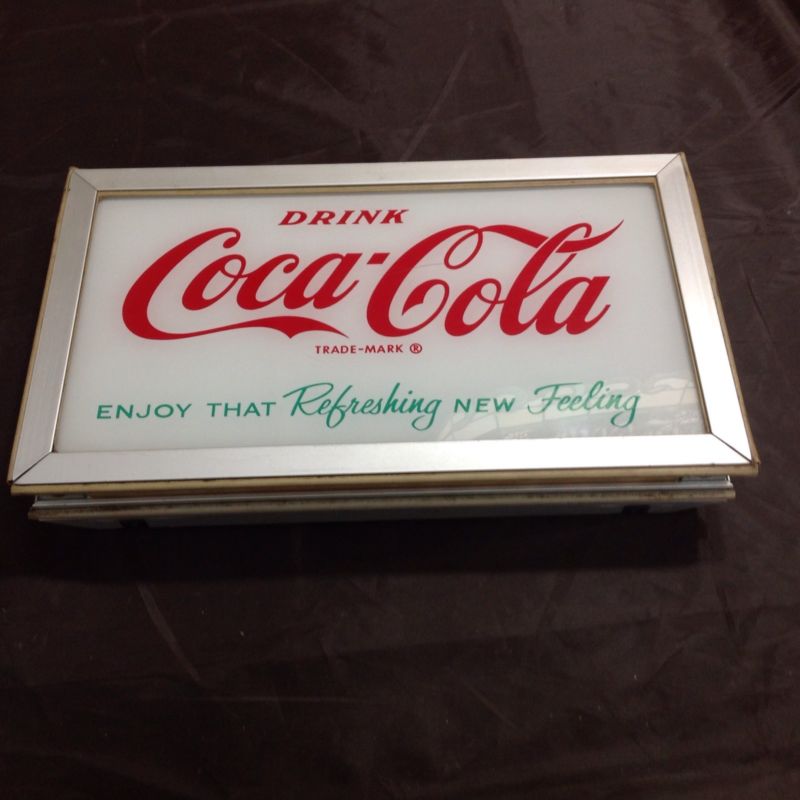 DRINK
Coca-Cola
TRADE-MARK ®
ENJOY THAT Refreshing NEW Feeling